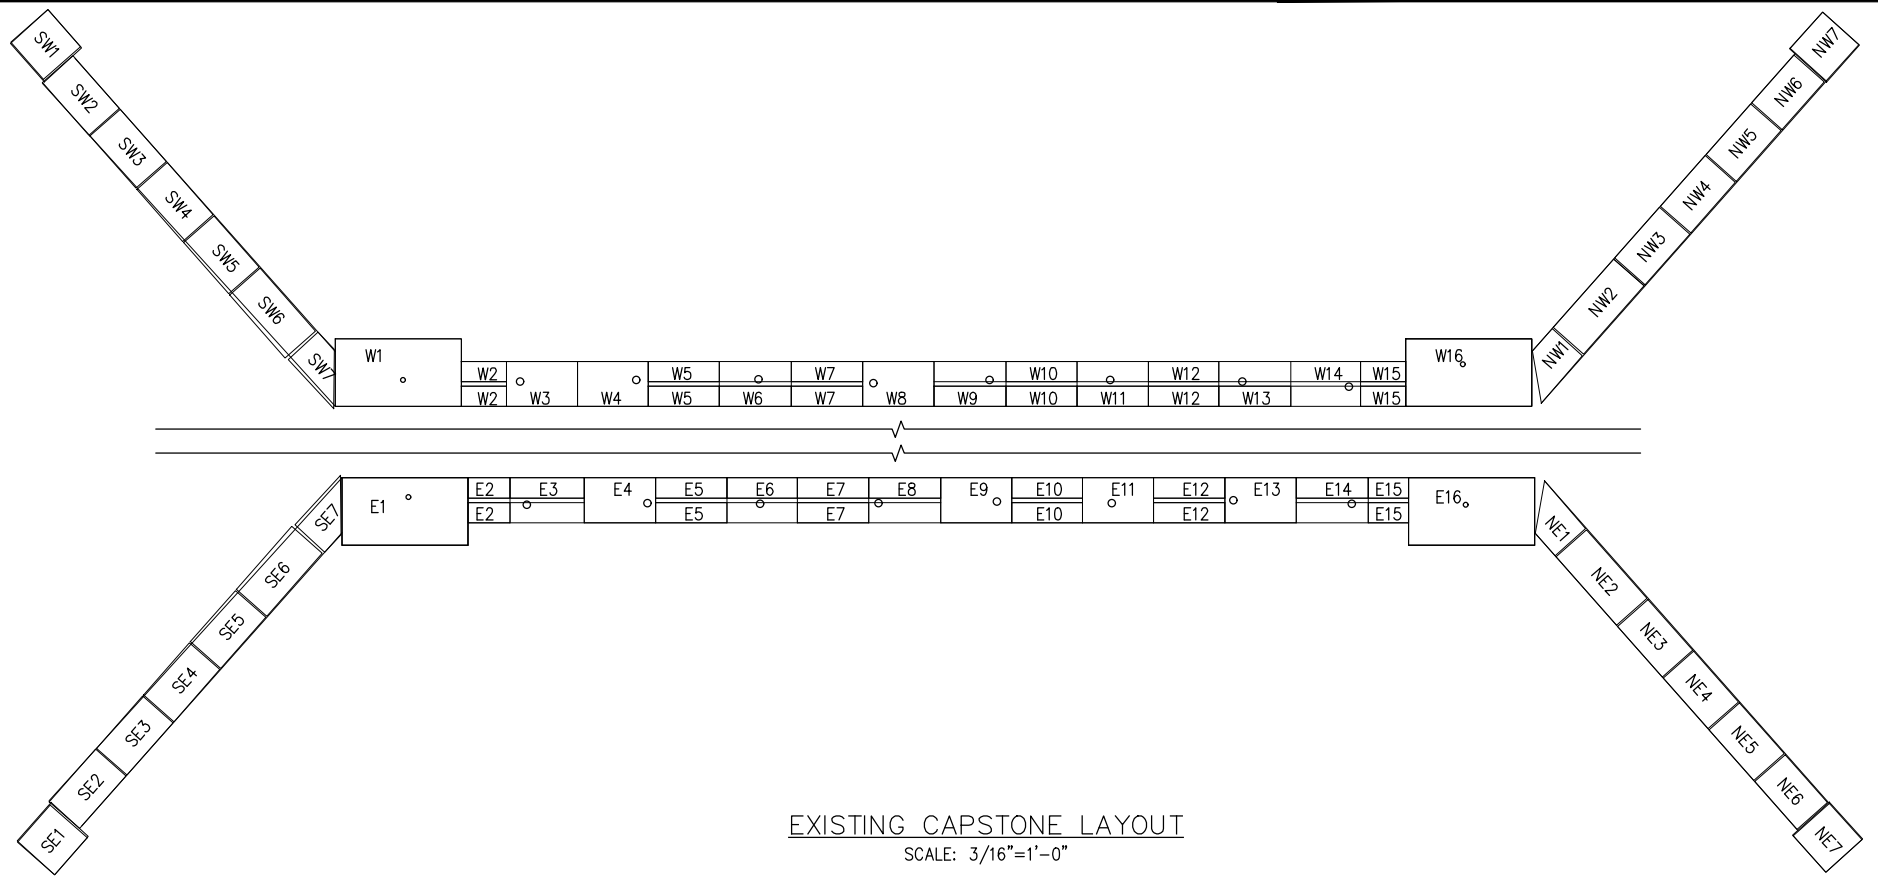 SW1
SW2
SW3
SW4
SW5
SW6
SW7
NW7
NW6
NW5
NW4
NW3
NW2
NW1
W1
W2 W5 W7 W10 W12 W14 W15
W16
W2 W3 W4 W5 W6 W7 W8 W9 W10 W11 W12 W13 W15
E2 E3 E4 E5 E6 E7 E8 E9 E10 E11 E12 E13 E14 E15
E1
E16
E2 E5 E7 E10 E12 E15
SE7
SE6
SE5
SE4
SE3
SE2
SE1
NE1
NE2
NE3
NE4
NE5
NE6
NE7
EXISTING CAPSTONE LAYOUT
SCALE: 3/16"=1'-0"